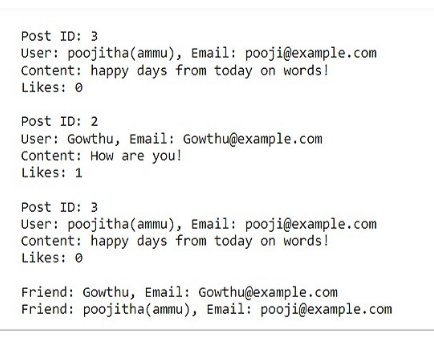 Post ID: 3
User: poojitha(ammu), Email: pooji@example.com
Content: happy days from today on words!
Likes: 0
Post ID: 2
User: Gowthu, Email: Gowthu@example.com
Content: How are you!
Likes: 1
Post ID: 3
User: poojitha(ammu), Email: pooji@example.com
Content: happy days from today on words!
Likes: 0
Friend: Gowthu, Email: Gowthu@example.com
Friend: poojitha(ammu), Email: pooji@example.com